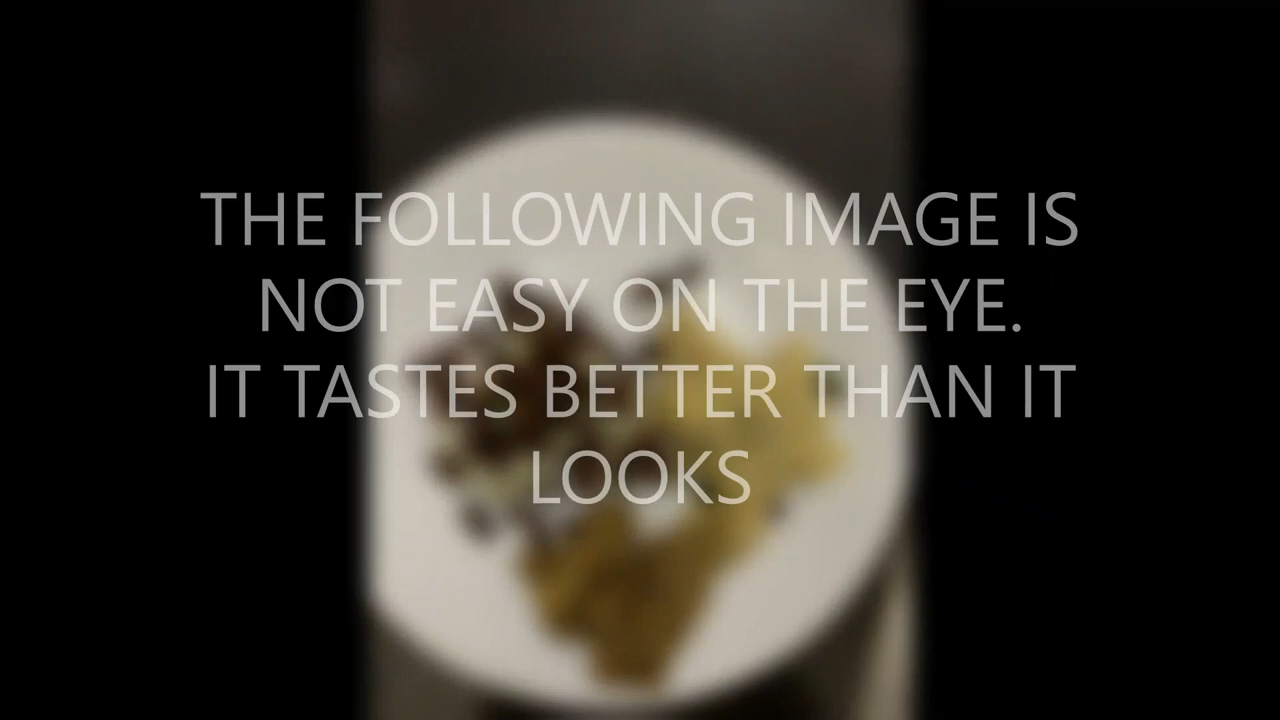 THE FOLLOWING IMAGE IS
NOT EASY ON THE EYE.
IT TASTES BETTER THAN IT
LOOKS